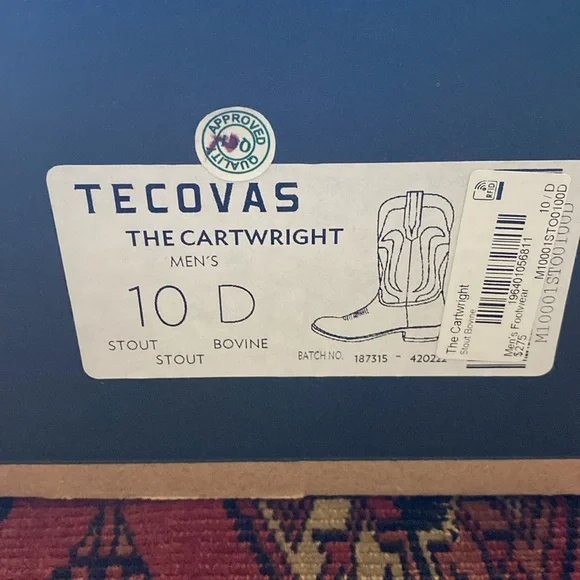 APPROVED
QUALITY
TECOVAS
THE CARTWRIGHT
MEN'S
10 D
STOUT BOVINE
STOUT
BATCH NO. 187315 - 420222
RFID
The Cartwright
Stout Bovine
196401056811
Men's Footwear
$275
10 / D
M10001STO0100D
M10001STO0100D